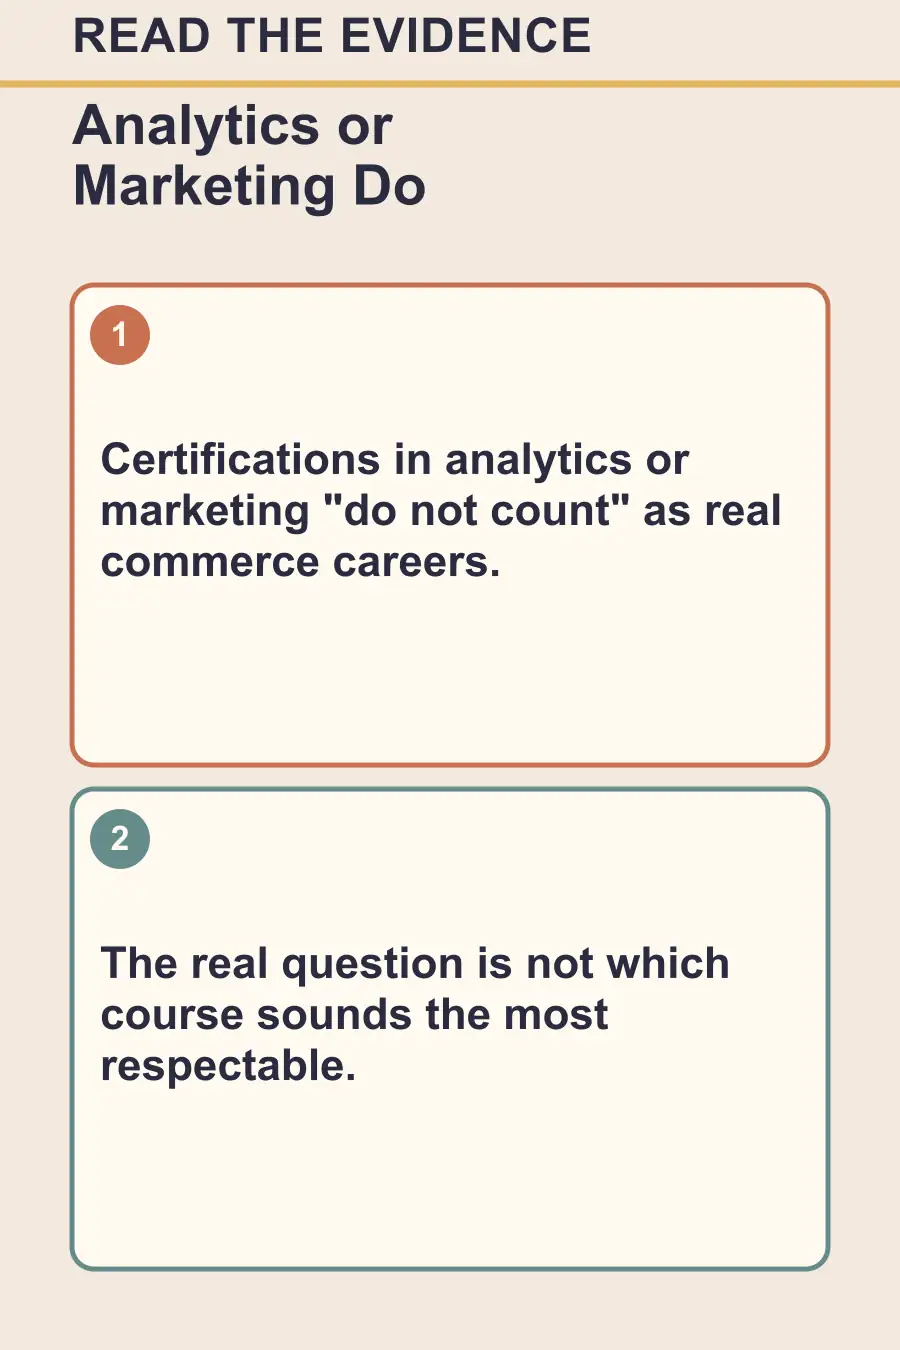 READ THE EVIDENCE
Analytics or
Marketing Do
1
Certifications in analytics or
marketing "do not count" as real
commerce careers.
2
The real question is not which
course sounds the most
respectable.